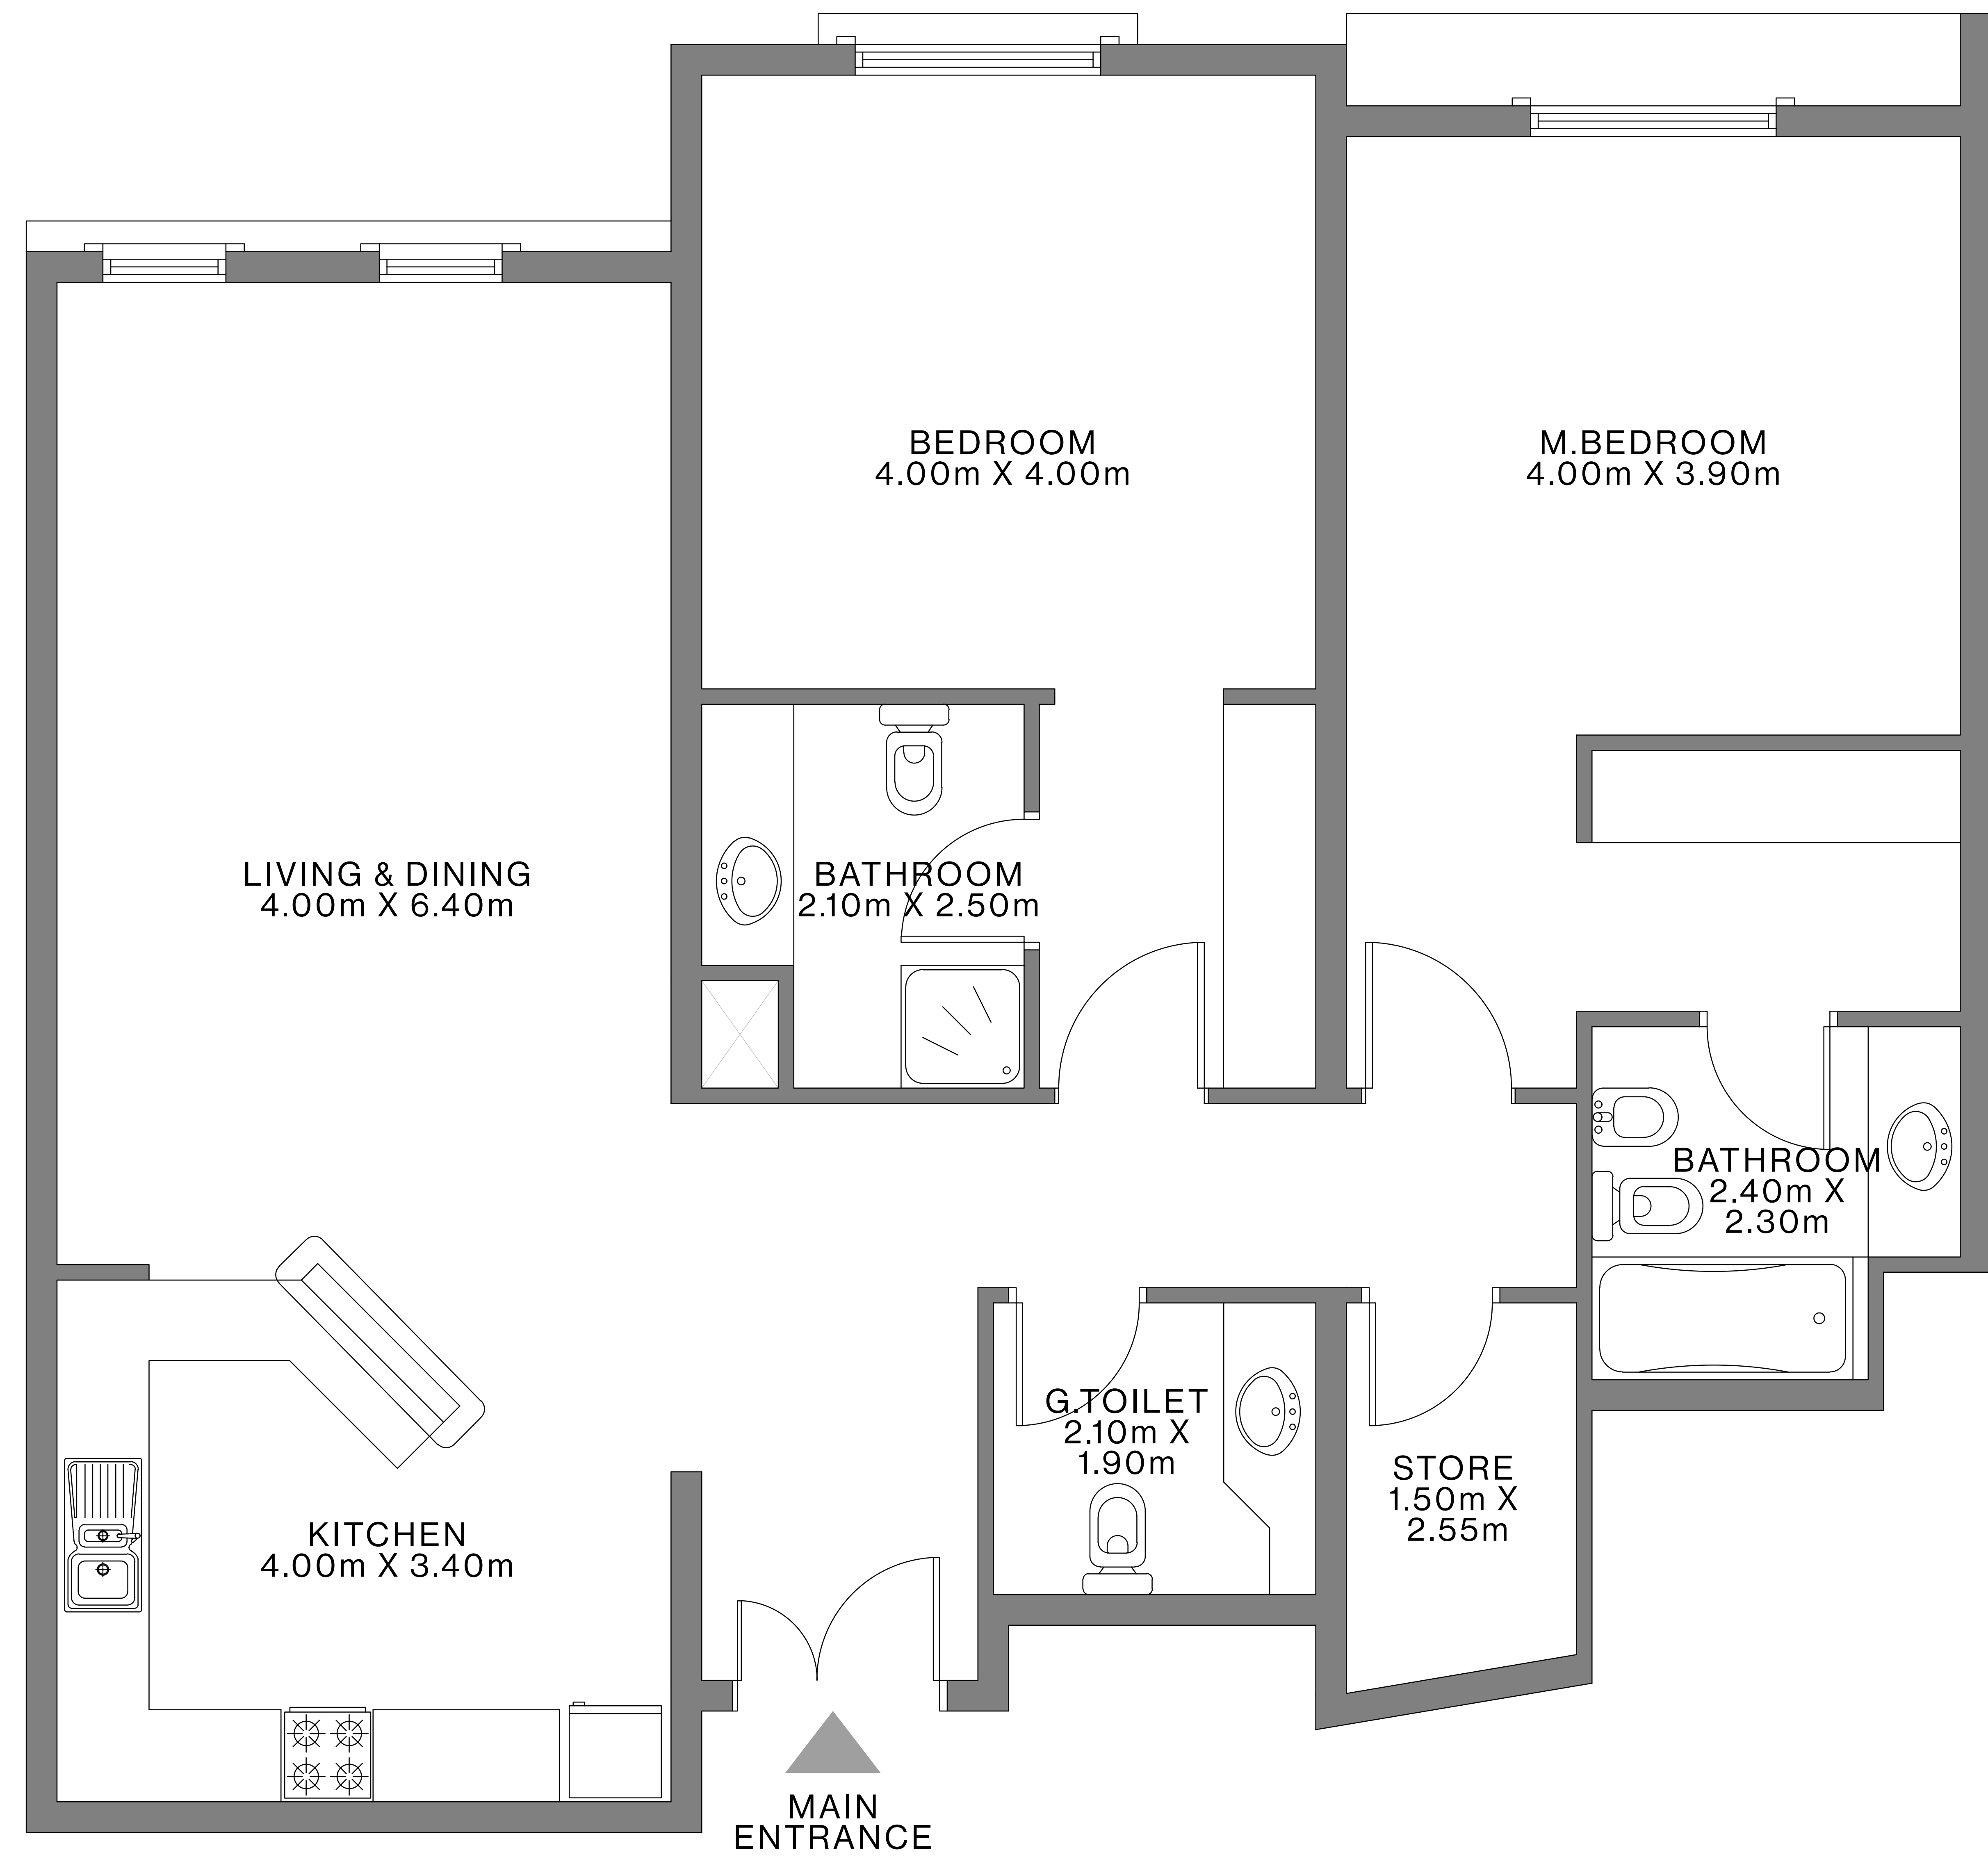 BEDROOM
4.00m X 4.00m
M.BEDROOM
4.00m X 3.90m
LIVING & DINING
4.00m X 6.40m
BATHROOM
2.10m X 2.50m
BATHROOM
2.40m X
2.30m
G.TOILET
2.10m X
1.90m
STORE
1.50m X
2.55m
KITCHEN
4.00m X 3.40m
MAIN
ENTRANCE